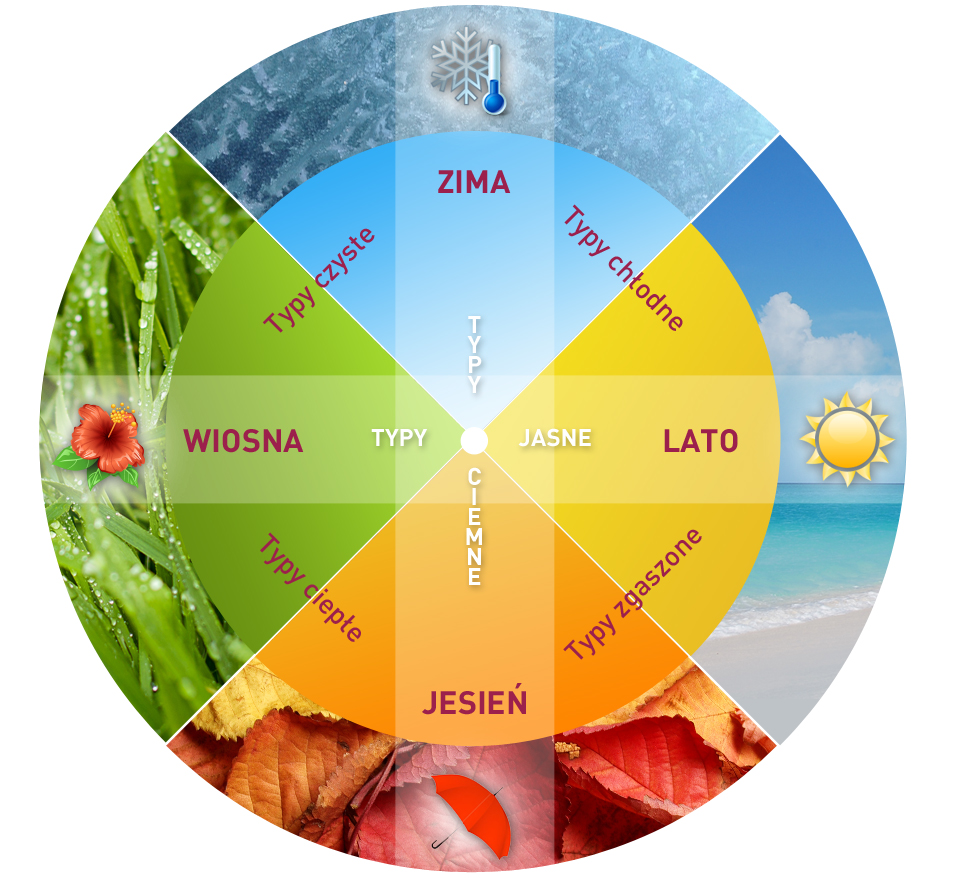 ZIMA
Typy czyste
Typy chłodne
TYPY
WIOSNA
TYPY
JASNE
LATO
CIEMNE
Typy ciepłe
Typy zgaszone
JESIEŃ